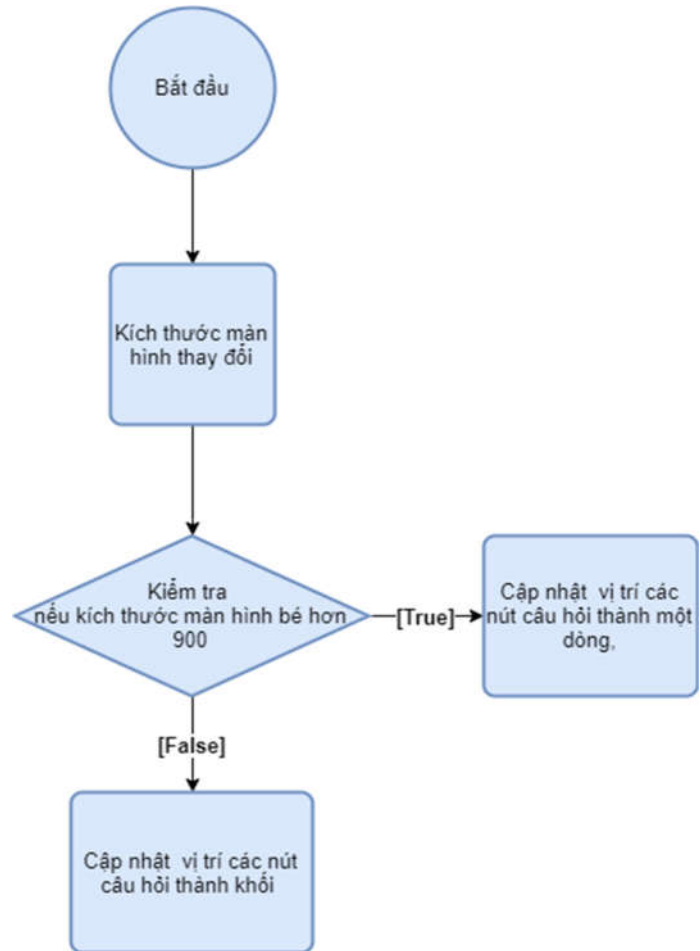 Bắt đầu
Kích thước màn
hình thay đổi
Kiểm tra
nếu kích thước màn hình bé hơn
900
[True]
Cập nhật vị trí các
nút câu hỏi thành một
dòng,
[False]
Cập nhật vị trí các nút
câu hỏi thành khối